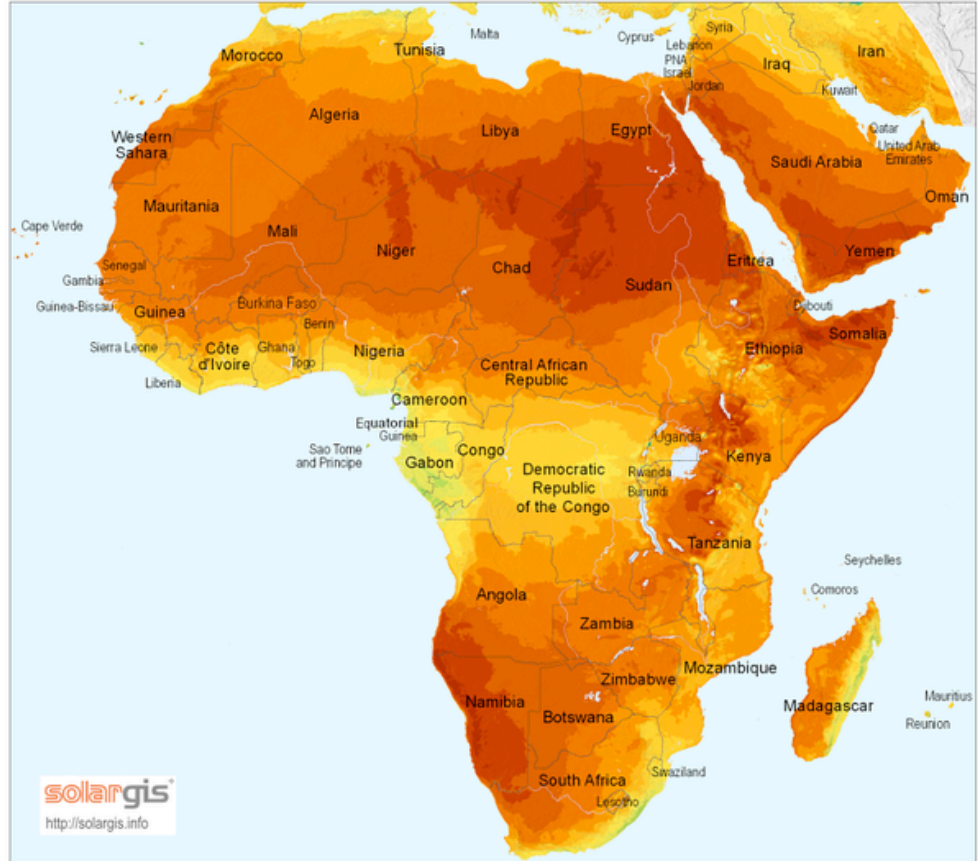 Malta
Cyprus
Syria
Lebanon
PNA
Israel
Jordan
Iraq
Iran
Kuwait
Morocco
Tunisia
Algeria
Libya
Egypt
Western
Sahara
Qatar
United Arab
Emirates
Saudi Arabia
Oman
Mauritania
Cape Verde
Mali
Niger
Chad
Sudan
Eritrea
Yemen
Senegal
Gambia
Guinea-Bissau
Guinea
Burkina Faso
Benin
Djbouti
Somalia
Sierra Leone
Côte
d'Ivoire
Ghana
Togo
Nigeria
Ethiopia
Liberia
Central African
Republic
Cameroon
Equatorial
Guinea
Sao Tome
and Principe
Gabon
Congo
Uganda
Kenya
Democratic
Republic
of the Congo
Rwanda
Burundi
Tanzania
Seychelles
Comoros
Angola
Zambia
Mozambique
Zimbabwe
Namibia
Botswana
Madagascar
Mauritius
Reunion
South Africa
Swaziland
Lesotho
solargis
http://solargis.info